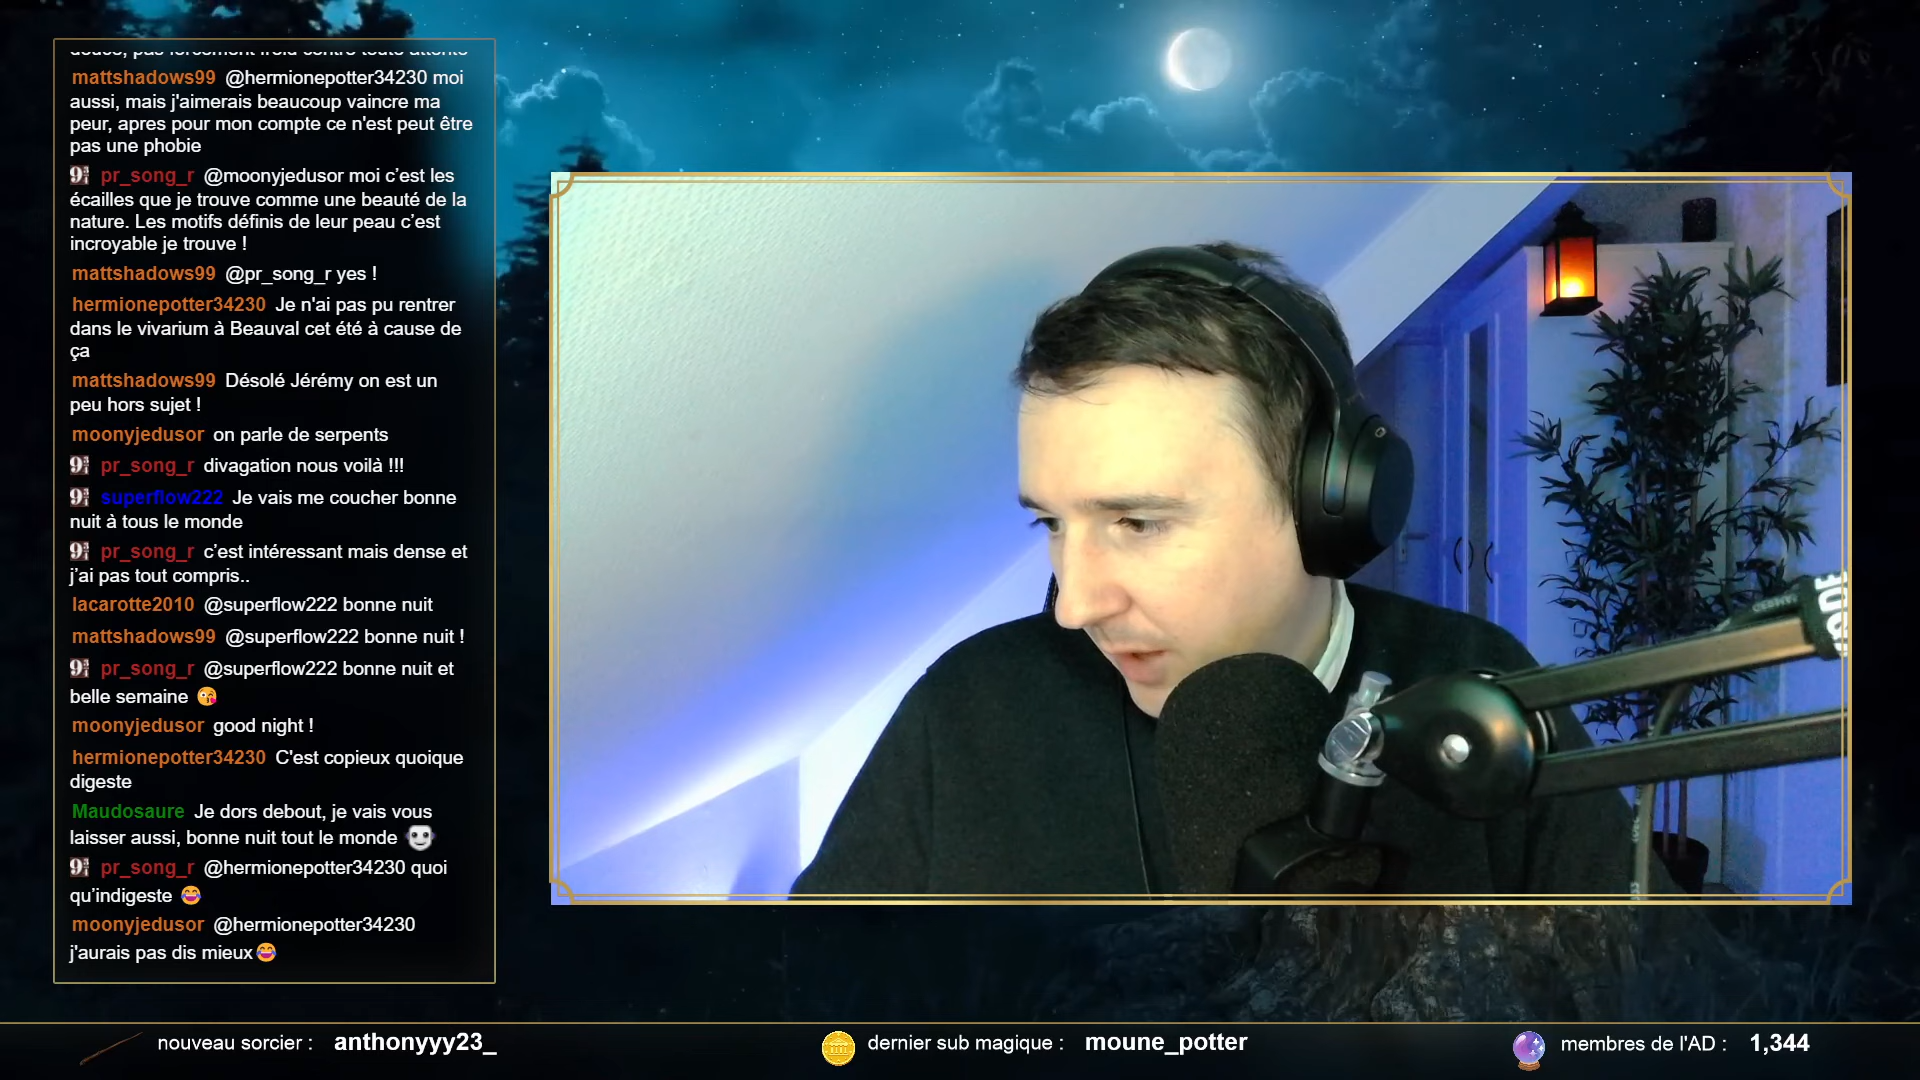 douce, pas forcément froid contre toute attente
mattshadows99 @hermionepotter34230 moi
aussi, mais j'aimerais beaucoup vaincre ma
peur, apres pour mon compte ce n'est peut être
pas une phobie
pr_song_r @moonyjedusor moi c’est les
écailles que je trouve comme une beauté de la
nature. Les motifs définis de leur peau c’est
incroyable je trouve !
mattshadows99 @pr_song_r yes !
hermionepotter34230 Je n'ai pas pu rentrer
dans le vivarium à Beauval cet été à cause de
ça
mattshadows99 Désolé Jérémy on est un
peu hors sujet !
moonyjedusor on parle de serpents
pr_song_r divagation nous voilà !!!
superflow222 Je vais me coucher bonne
nuit à tous le monde
pr_song_r c’est intéressant mais dense et
j’ai pas tout compris..
lacarotte2010 @superflow222 bonne nuit
mattshadows99 @superflow222 bonne nuit !
pr_song_r @superflow222 bonne nuit et
belle semaine 😘
moonyjedusor good night !
hermionepotter34230 C'est copieux quoique
digeste
Maudosaure Je dors debout, je vais vous
laisser aussi, bonne nuit tout le monde
pr_song_r @hermionepotter34230 quoi
qu’indigeste 😂
moonyjedusor @hermionepotter34230
j'aurais pas dis mieux😂
nouveau sorcier : anthonyyy23_
dernier sub magique : moune_potter
membres de l'AD : 1,344